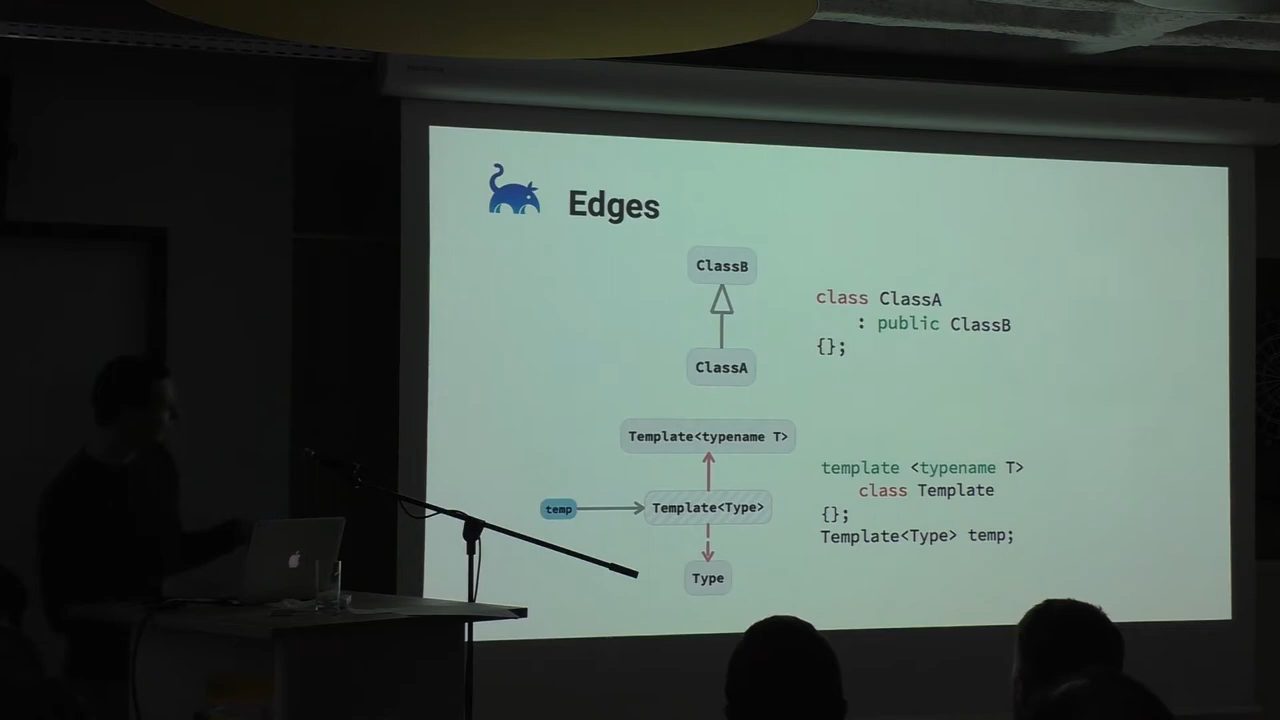 Edges
ClassB
ClassA
class ClassA
: public ClassB
{};
Template<typename T>
temp
Template<Type>
Type
template <typename T>
class Template
{};
Template<Type> temp;